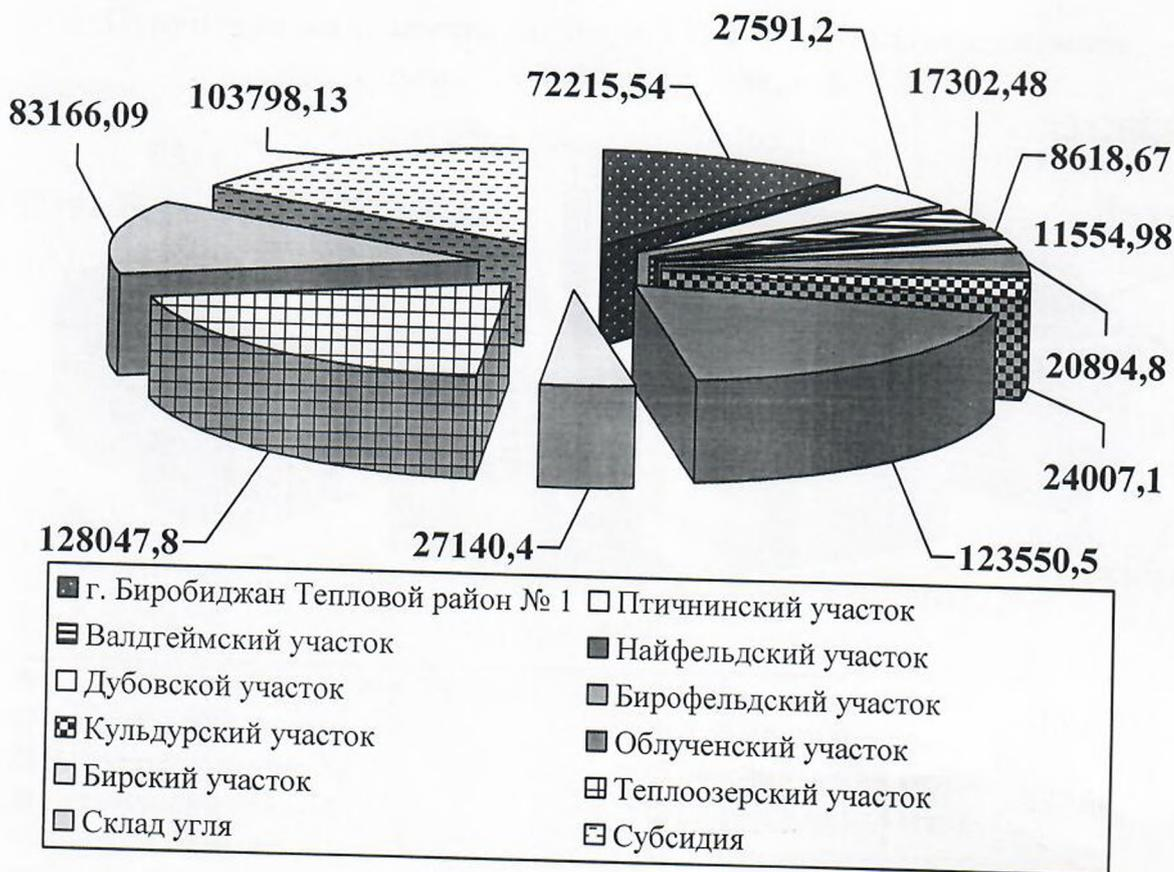 27591,2
103798,13
72215,54
17302,48
83166,09
8618,67
11554,98
20894,8
24007,1
128047,8
27140,4
123550,5
г. Биробиджан Тепловой район № 1
Птичнинский участок
Валдгеймский участок
Найфельдский участок
Дубовской участок
Бирофельдский участок
Кульдурский участок
Облученский участок
Бирский участок
Теплоозерский участок
Склад угля
Субсидия